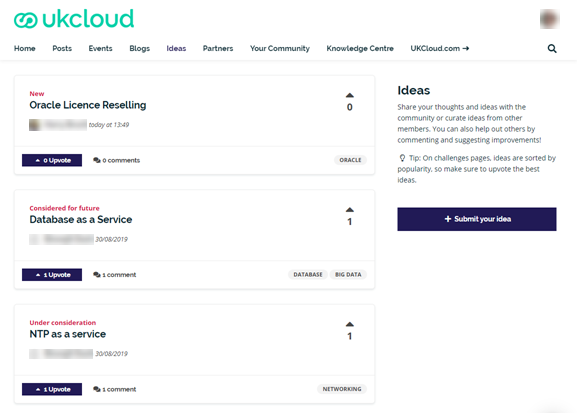 ukcloud
Home Posts Events Blogs Ideas Partners Your Community Knowledge Centre UKCloud.com →
New
Oracle Licence Reselling
today at 13:49
0
0 Upvote 0 comments ORACLE
Considered for future
Database as a Service
30/08/2019
1
1 Upvote 1 comment DATABASE BIG DATA
Under consideration
NTP as a service
30/08/2019
1
1 Upvote 1 comment NETWORKING
Ideas
Share your thoughts and ideas with the
community or curate ideas from other
members. You can also help out others by
commenting and suggesting improvements!
Tip: On challenges pages, ideas are sorted by
popularity, so make sure to upvote the best
ideas.
+ Submit your idea